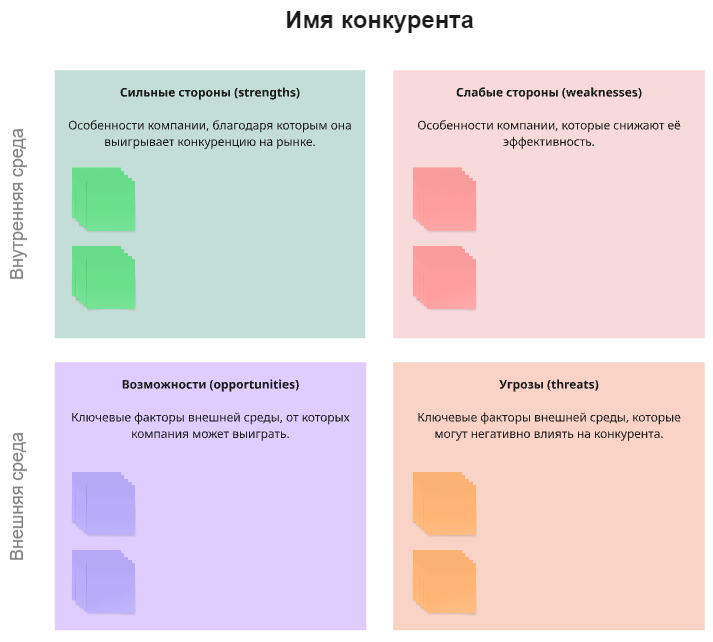 Имя конкурента
Внутренняя среда
Сильные стороны (strengths)
Особенности компании, благодаря которым она
выигрывает конкуренцию на рынке.
Слабые стороны (weaknesses)
Особенности компании, которые снижают её
эффективность.
Внешняя среда
Возможности (opportunities)
Ключевые факторы внешней среды, от которых
компания может выиграть.
Угрозы (threats)
Ключевые факторы внешней среды, которые
могут негативно влиять на конкурента.